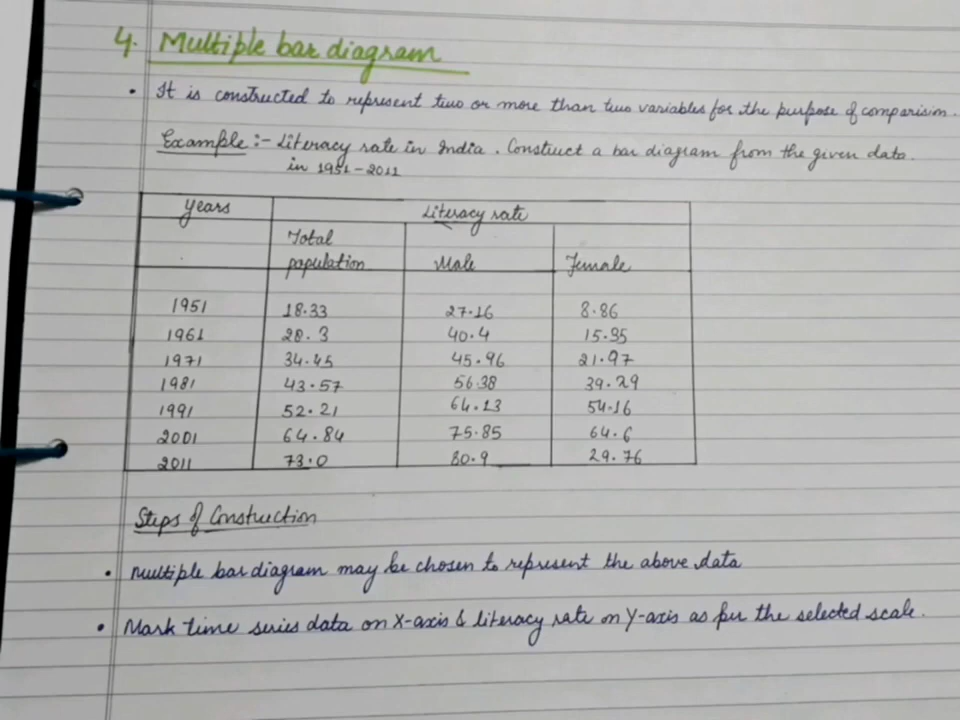 4. Multiple bar diagram
• It is constructed to represent two or more than two variables for the purpose of comparision.
Example :- Literacy rate in India. Construct a bar diagram from the given data.
in 1951-2011
Years Literacy rate
Total population Male Female
1951 18.33 27.16 8.86
1961 28.3 40.4 15.35
1971 34.45 45.96 21.97
1981 43.57 56.38 39.29
1991 52.21 64.13 54.16
2001 64.84 75.85 64.6
2011 73.0 80.9 29.76
Steps of Construction
• Multiple bar diagram may be chosen to represent the above data
• Mark time series data on X-axis & literacy rate on Y-axis as per the selected scale.